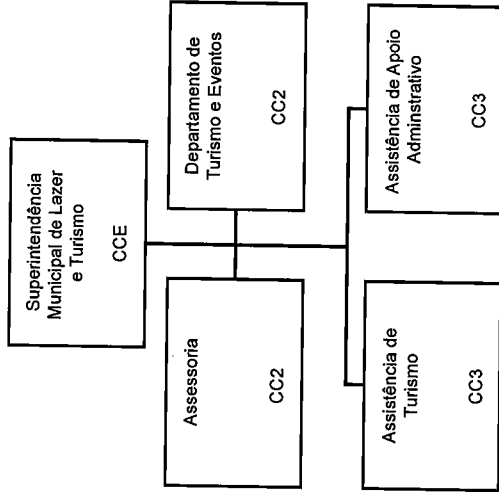 Superintendência
Municipal de Lazer
e Turismo
CCE
Assessoria
CC2
Departamento de
Turismo e Eventos
CC2
Assistência de
Turismo
CC3
Assistência de Apoio
Adminstrativo
CC3